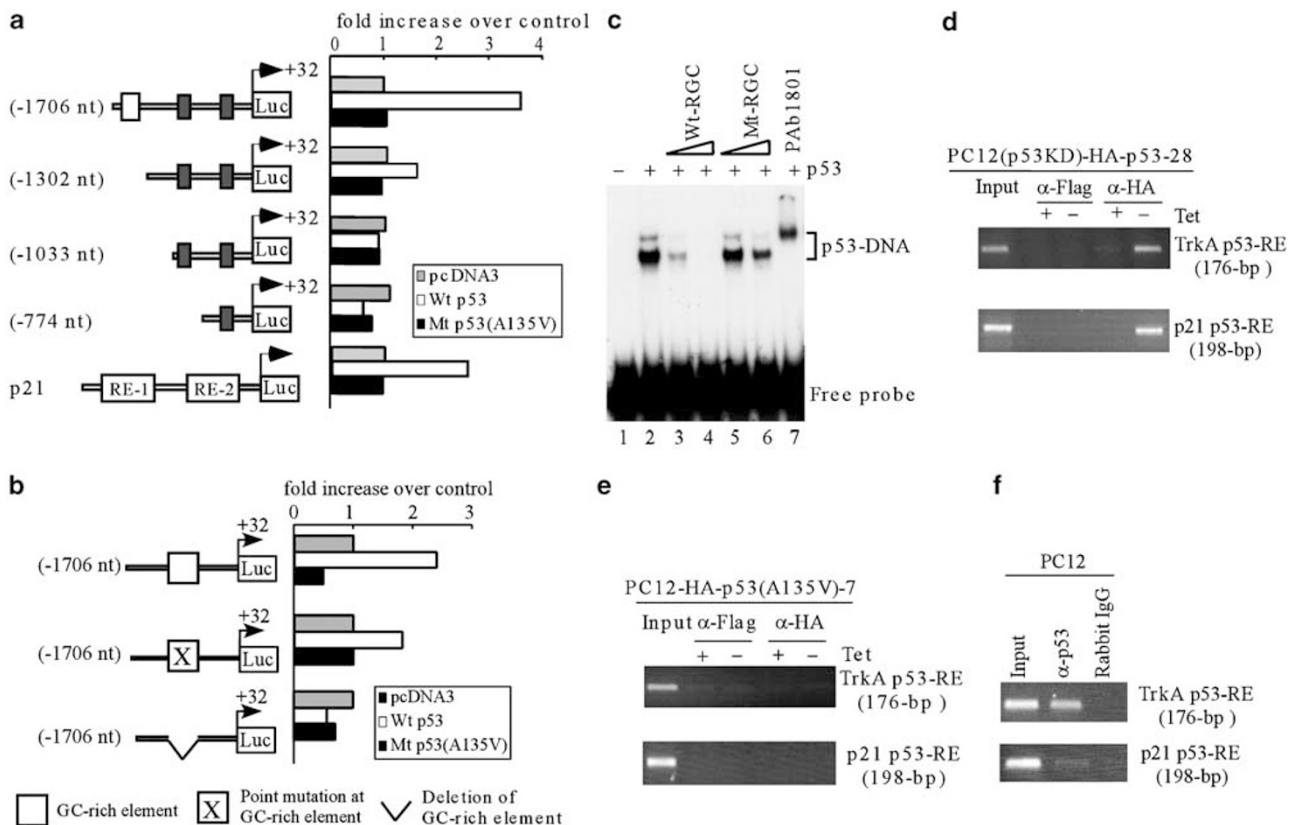 a
fold increase over control
0 1 2 3 4
(-1706 nt) +32 Luc
(-1302 nt) +32 Luc
(-1033 nt) +32 Luc
(-774 nt) +32 Luc
p21 RE-1 RE-2 Luc
pcDNA3
Wt p53
Mt p53(A135V)
b
fold increase over control
0 1 2 3
(-1706 nt) +32 Luc
(-1706 nt) X +32 Luc
(-1706 nt) +32 Luc
pcDNA3
Wt p53
Mt p53(A135V)
GC-rich element
X Point mutation at
GC-rich element
Deletion of
GC-rich element
c
Wt-RGC
Mt-RGC
PAb1801
− + + + + + + p53
p53-DNA
Free probe
1 2 3 4 5 6 7
d
PC12(p53KD)-HA-p53-28
Input α-Flag α-HA
+ − + − Tet
TrkA p53-RE
(176-bp )
p21 p53-RE
(198-bp)
e
PC12-HA-p53(A135V)-7
Input α-Flag α-HA
+ − + − Tet
TrkA p53-RE
(176-bp )
p21 p53-RE
(198-bp)
f
PC12
Input
α-p53
Rabbit IgG
TrkA p53-RE
(176-bp )
p21 p53-RE
(198-bp)